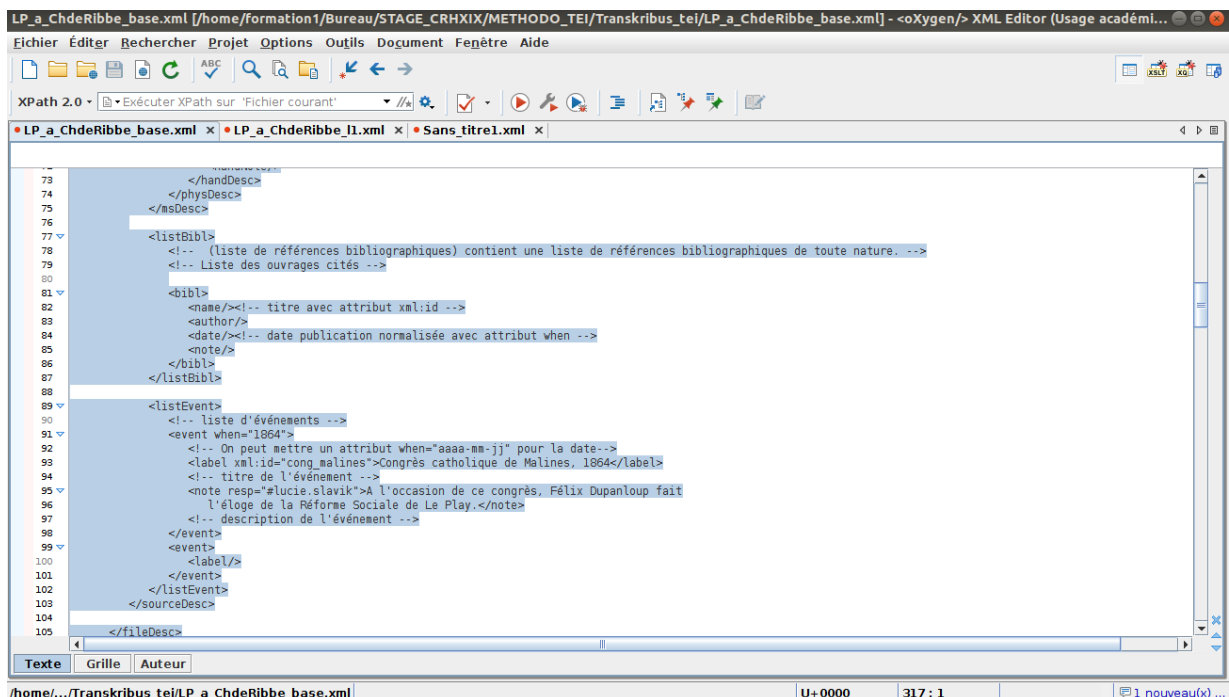 LP_a_ChdeRibbe_base.xml [/home/formation1/Bureau/STAGE_CRHXIX/METHODO_TEI/Transkribus_tei/LP_a_ChdeRibbe_base.xml] - <oXygen/> XML Editor (Usage académi...
Fichier Éditer Rechercher Projet Options Outils Document Fenêtre Aide
ABC XSLT XQ
XPath 2.0 Exécuter XPath sur 'Fichier courant'
LP_a_ChdeRibbe_base.xml × LP_a_ChdeRibbe_l1.xml × Sans_titre1.xml ×
73 </handDesc>
74 </physDesc>
75 </msDesc>
76
77 <listBibl>
78 <!-- (liste de références bibliographiques) contient une liste de références bibliographiques de toute nature. -->
79 <!-- Liste des ouvrages cités -->
80
81 <bibl>
82 <name/><!-- titre avec attribut xml:id -->
83 <author/>
84 <date/><!-- date publication normalisée avec attribut when -->
85 <note/>
86 </bibl>
87 </listBibl>
88
89 <listEvent>
90 <!-- liste d'événements -->
91 <event when="1864">
92 <!-- On peut mettre un attribut when="aaaa-mm-jj" pour la date-->
93 <label xml:id="cong_malines">Congrès catholique de Malines, 1864</label>
94 <!-- titre de l'événement -->
95 <note resp="#lucie.slavik">A l'occasion de ce congrès, Félix Dupanloup fait
96 l'éloge de la Réforme Sociale de Le Play.</note>
97 <!-- description de l'événement -->
98 </event>
99 <event>
100 <label/>
101 </event>
102 </listEvent>
103 </sourceDesc>
104
105 </fileDesc>
Texte Grille Auteur
/home/.../Transkribus_tei/LP_a_ChdeRibbe_base.xml U+0000 317 : 1 1 nouveau(x) ...